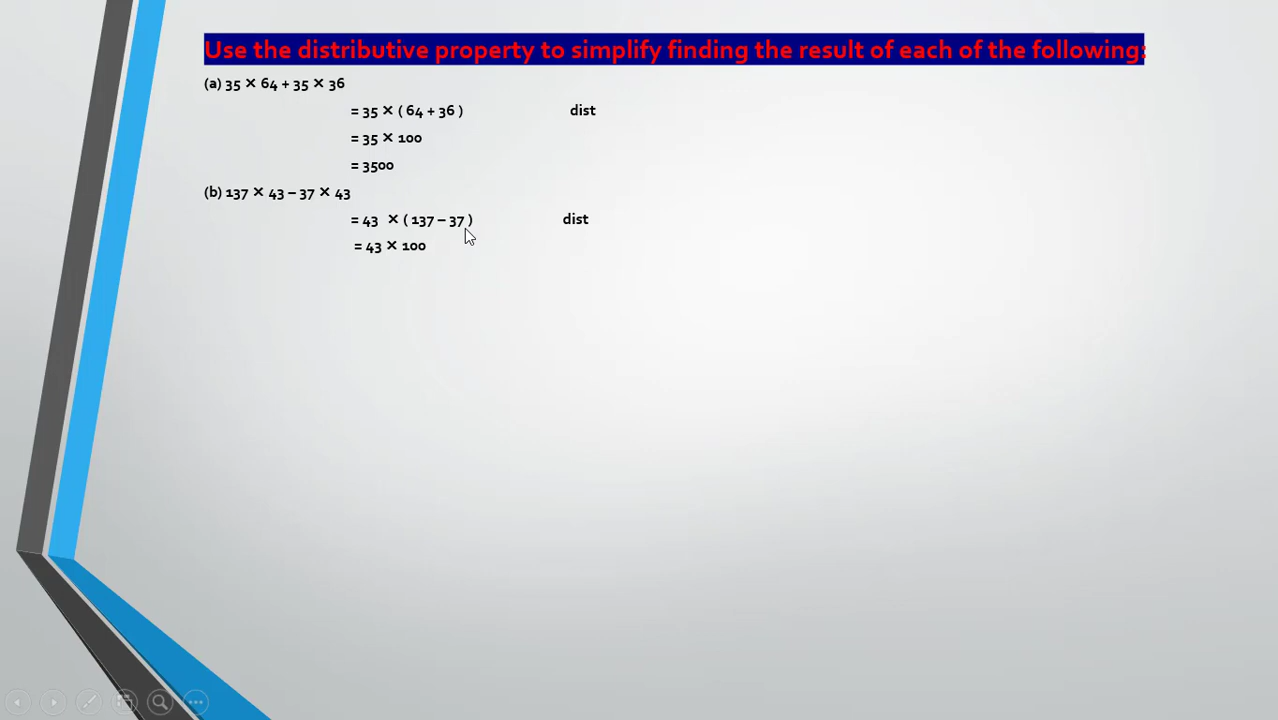 Use the distributive property to simplify finding the result of each of the following:
(a) 35 × 64 + 35 × 36
= 35 × ( 64 + 36 ) dist
= 35 × 100
= 3500
(b) 137 × 43 – 37 × 43
= 43 × ( 137 – 37 ) dist
= 43 × 100